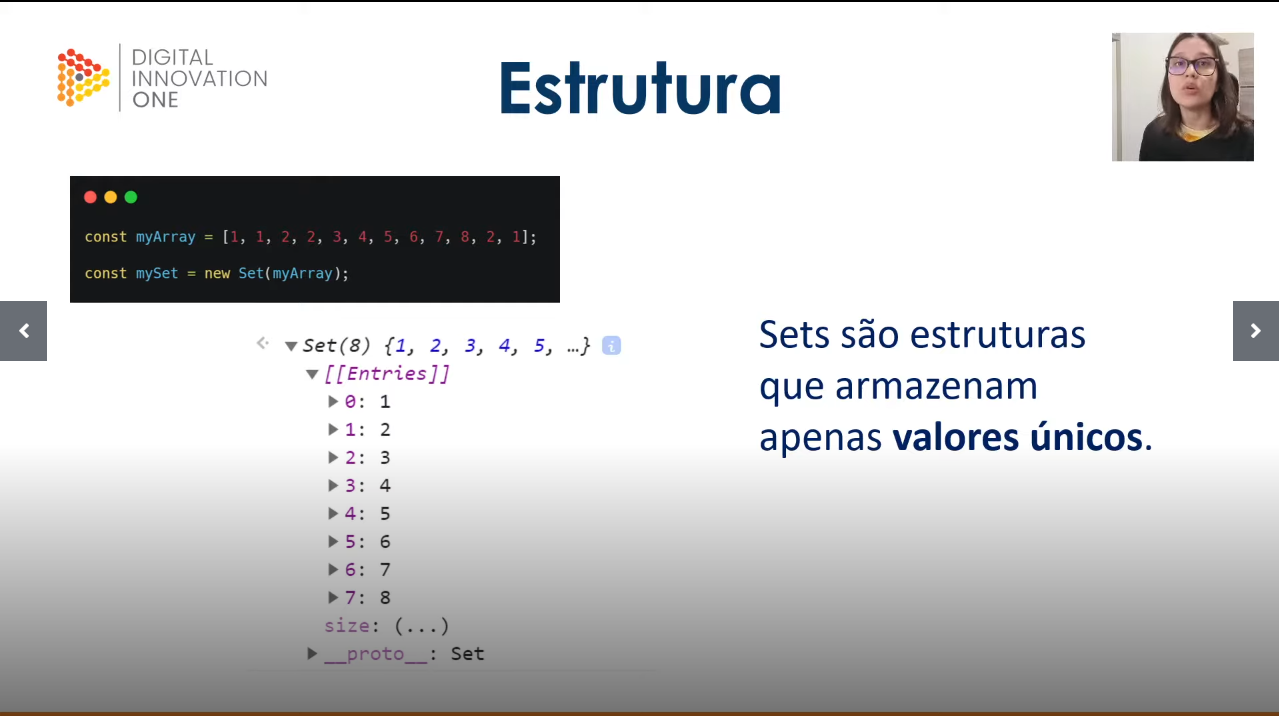 DIGITAL
INNOVATION
ONE
Estrutura
const myArray = [1, 1, 2, 2, 3, 4, 5, 6, 7, 8, 2, 1];
const mySet = new Set(myArray);
Set(8) {1, 2, 3, 4, 5, …} i
[[Entries]]
0: 1
1: 2
2: 3
3: 4
4: 5
5: 6
6: 7
7: 8
size: (...)
__proto__: Set
Sets são estruturas
que armazenam
apenas valores únicos.